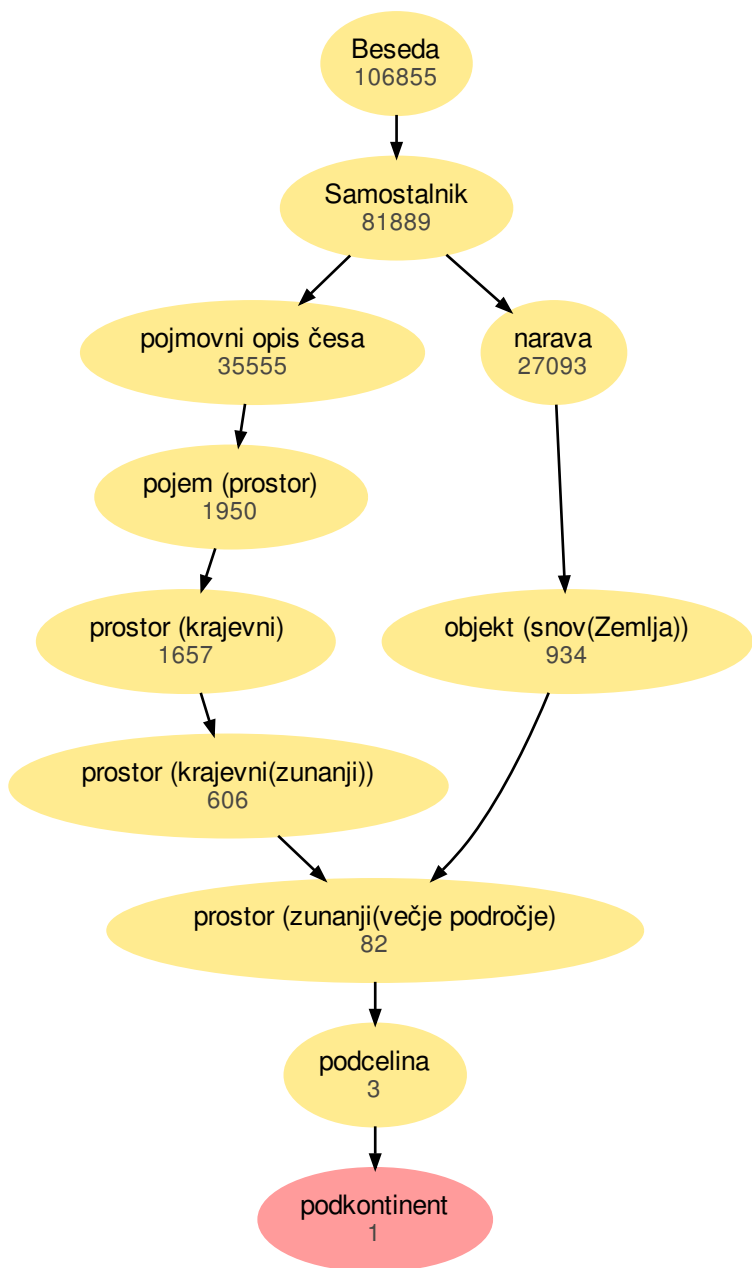 Beseda
106855
Samostalnik
81889
pojmovni opis česa
35555
narava
27093
pojem (prostor)
1950
prostor (krajevni)
1657
objekt (snov(Zemlja))
934
prostor (krajevni(zunanji))
606
prostor (zunanji(večje področje)
82
podcelina
3
podkontinent
1